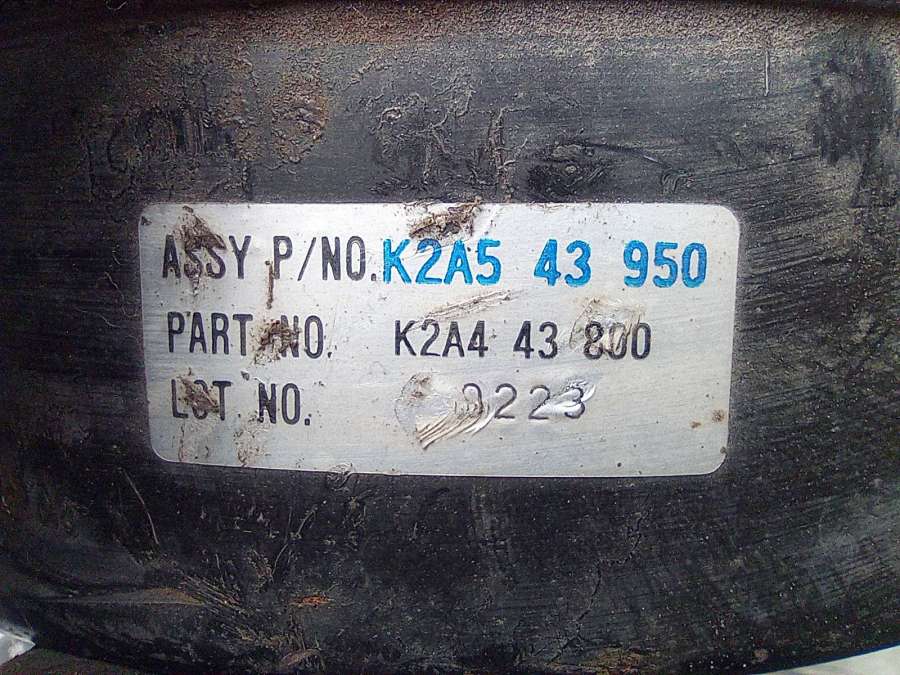 ASSY P/NO. K2A5 43 950
PART NO. K2A4 43 800
LOT NO.